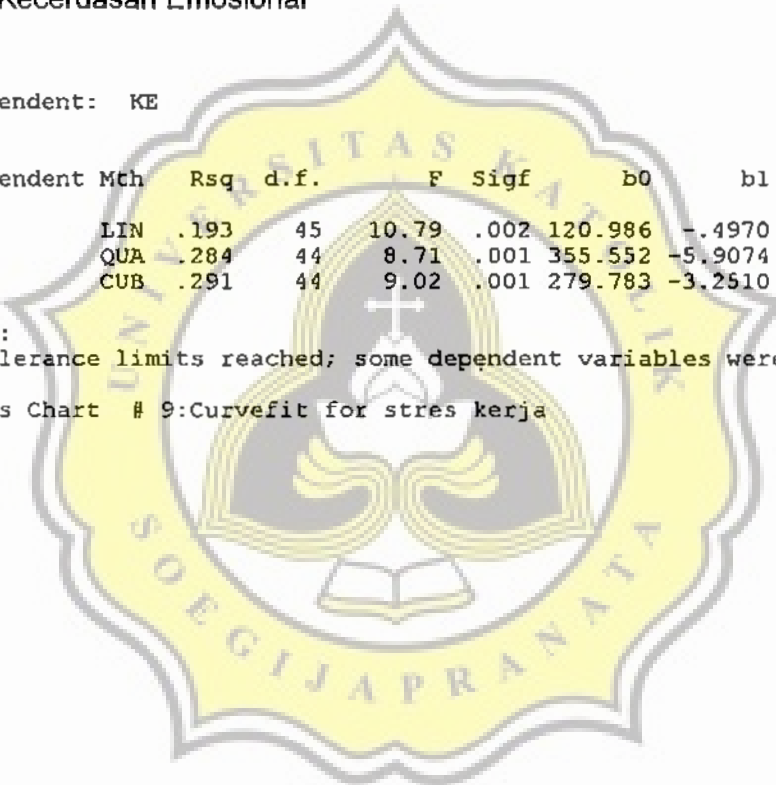 Kecerdasan Emosional
endent: KE
endent Mth Rsq d.f. F Sigf b0 b1
LIN .193 45 10.79 .002 120.986 -.4970
QUA .284 44 8.71 .001 355.552 -5.9074
CUB .291 44 9.02 .001 279.783 -3.2510
:
lerance limits reached; some dependent variables were
s Chart # 9:Curvefit for stres kerja
UNIVERSITAS KATOLIK
SOEGIJAPRANATA